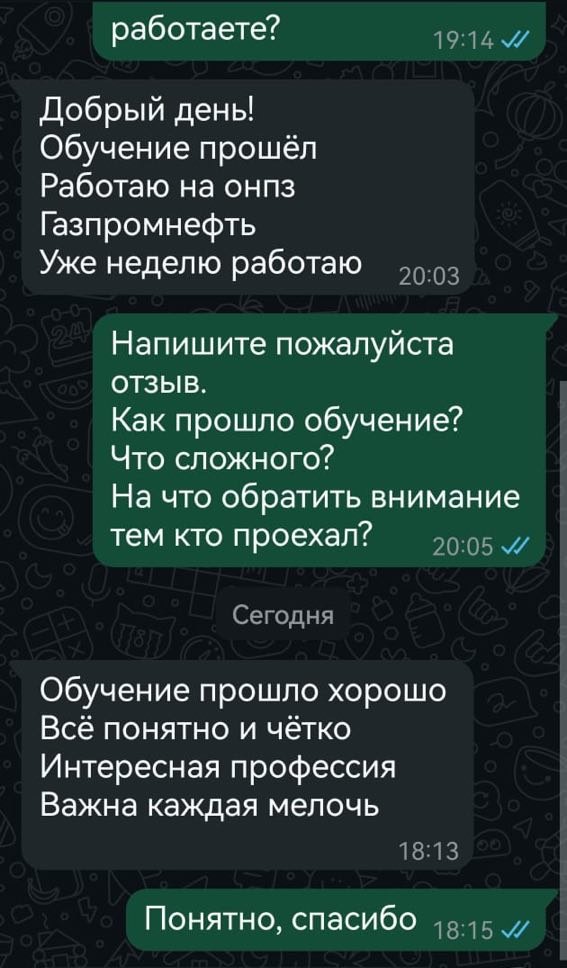 работаете?
19:14
Добрый день!
Обучение прошёл
Работаю на онпз
Газпромнефть
Уже неделю работаю
20:03
Напишите пожалуйста
отзыв.
Как прошло обучение?
Что сложного?
На что обратить внимание
тем кто проехал?
20:05
Сегодня
Обучение прошло хорошо
Всё понятно и чётко
Интересная профессия
Важна каждая мелочь
18:13
Понятно, спасибо
18:15